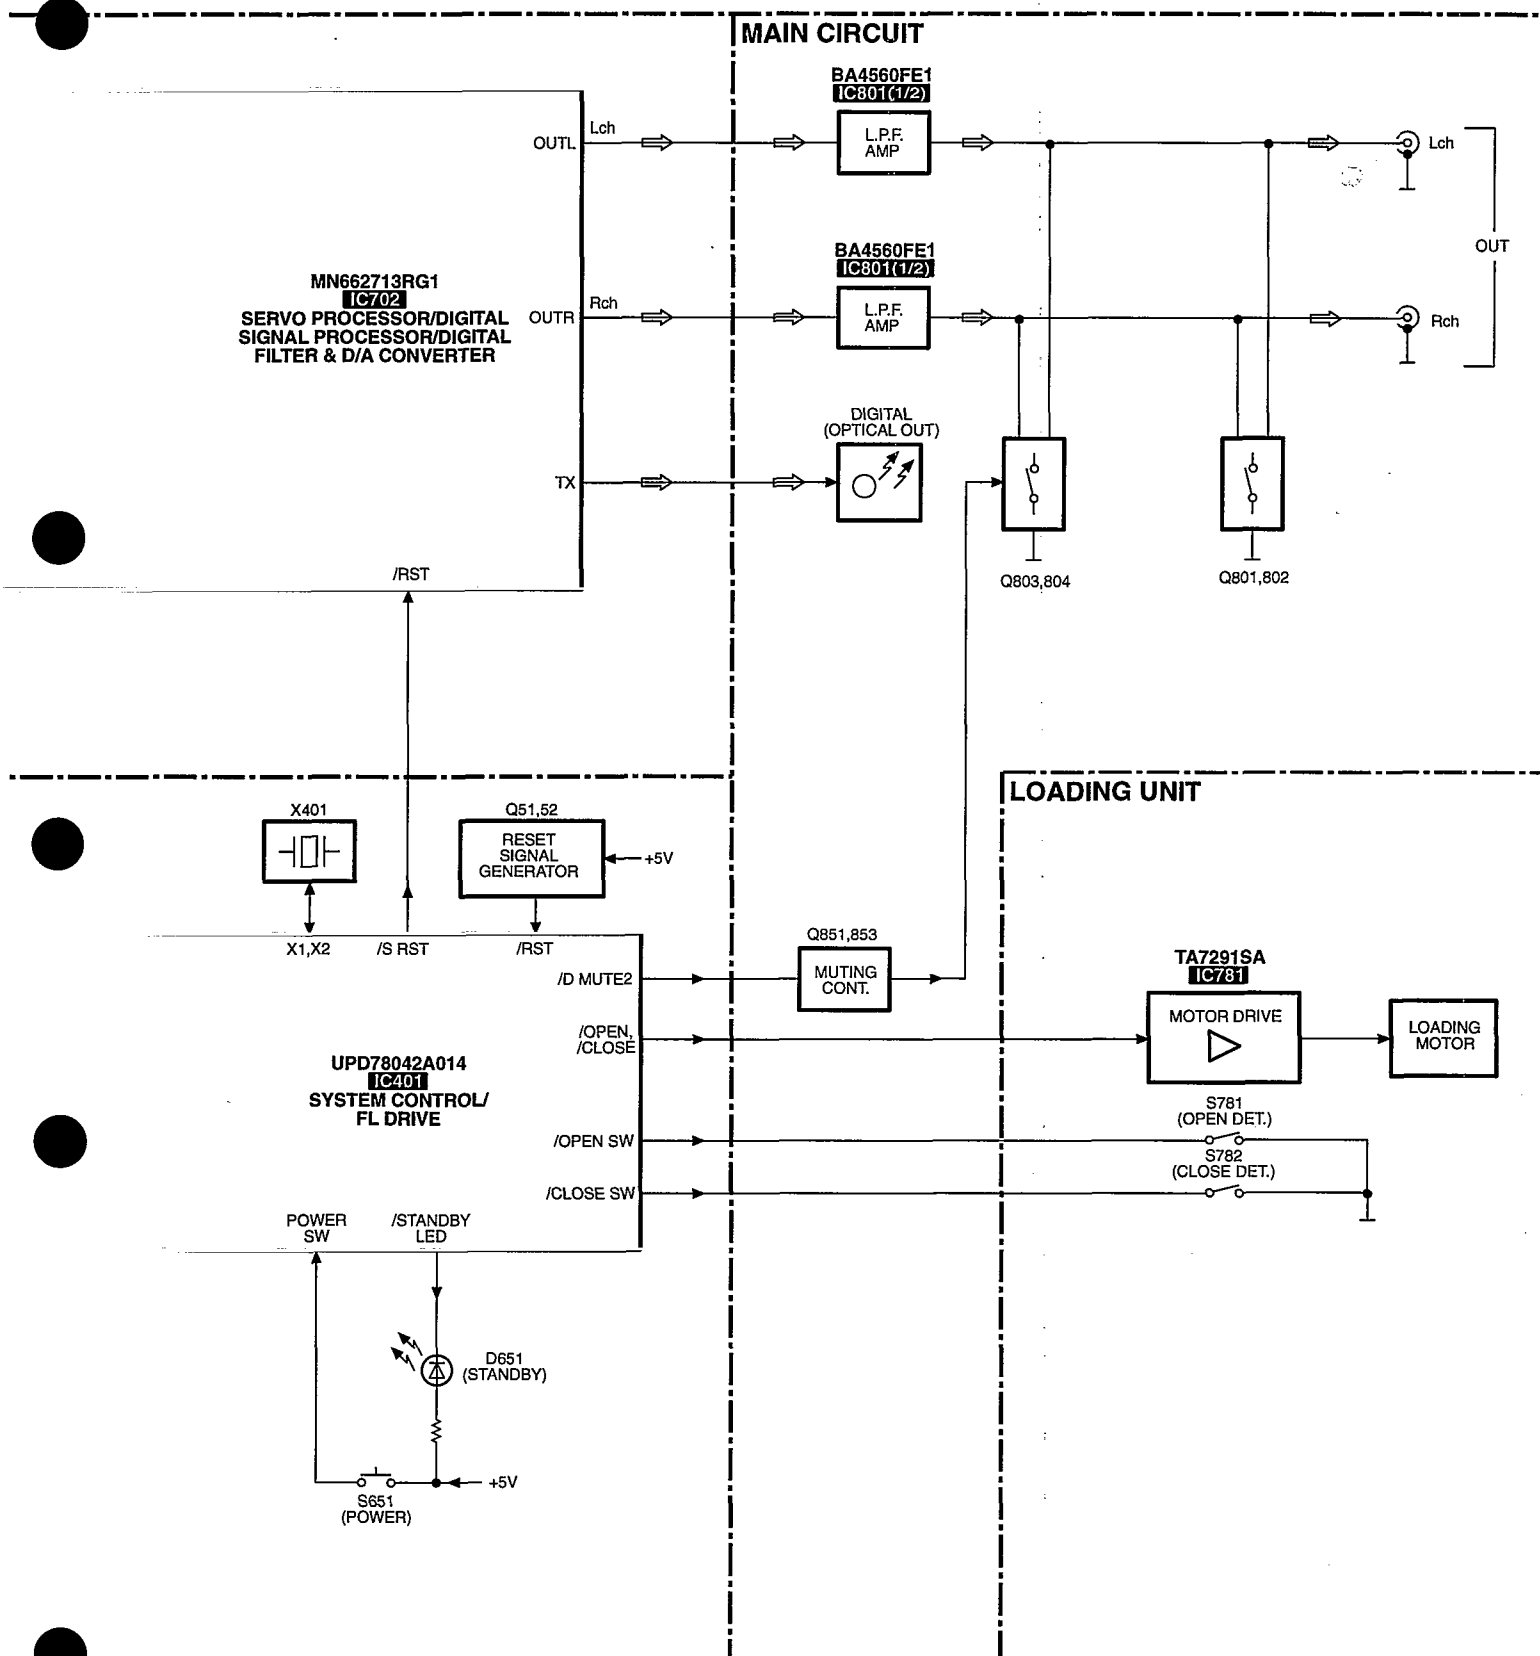 MAIN CIRCUIT
BA4560FE1
IC801(1/2)
L.P.F.
AMP
Lch
OUTL
Lch
OUT
BA4560FE1
IC801(1/2)
L.P.F.
AMP
Rch
OUTR
Rch
MN662713RG1
IC702
SERVO PROCESSOR/DIGITAL
SIGNAL PROCESSOR/DIGITAL
FILTER & D/A CONVERTER
DIGITAL
(OPTICAL OUT)
TX
/RST
Q803,804
Q801,802
LOADING UNIT
X401
Q51,52
RESET
SIGNAL
GENERATOR
+5V
X1,X2
/S RST
/RST
Q851,853
MUTING
CONT.
/D MUTE2
TA7291SA
IC781
MOTOR DRIVE
LOADING
MOTOR
/OPEN,
/CLOSE
UPD78042A014
IC401
SYSTEM CONTROL/
FL DRIVE
S781
(OPEN DET.)
/OPEN SW
S782
(CLOSE DET.)
/CLOSE SW
POWER
SW
/STANDBY
LED
D651
(STANDBY)
+5V
S651
(POWER)